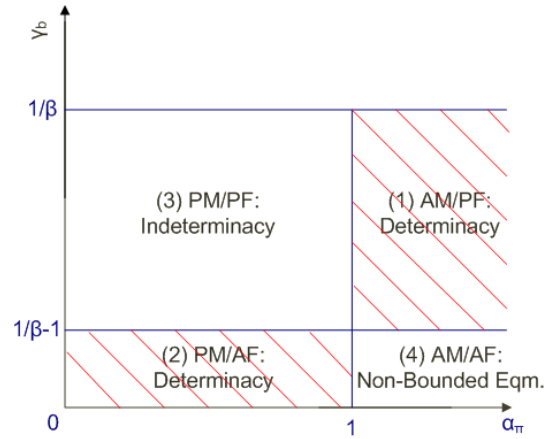 γb
1/β
(3) PM/PF:
Indeterminacy
(1) AM/PF:
Determinacy
1/β-1
(2) PM/AF:
Determinacy
(4) AM/AF:
Non-Bounded Eqm.
0
1
απ